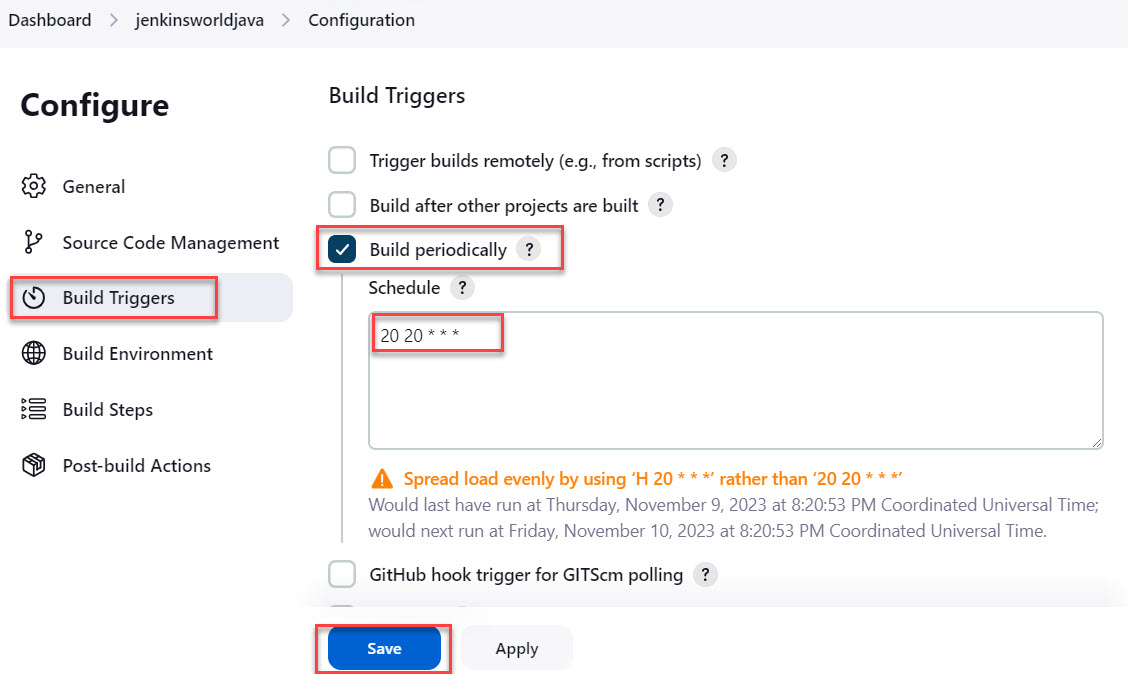 Dashboard > jenkinsworldjava > Configuration
Configure
General
Source Code Management
Build Triggers
Build Environment
Build Steps
Post-build Actions
Build Triggers
Trigger builds remotely (e.g., from scripts) ?
Build after other projects are built ?
Build periodically ?
Schedule ?
20 20 * * *
Spread load evenly by using ‘H 20 * * *’ rather than ‘20 20 * * *’
Would last have run at Thursday, November 9, 2023 at 8:20:53 PM Coordinated Universal Time;
would next run at Friday, November 10, 2023 at 8:20:53 PM Coordinated Universal Time.
GitHub hook trigger for GITScm polling ?
Save Apply